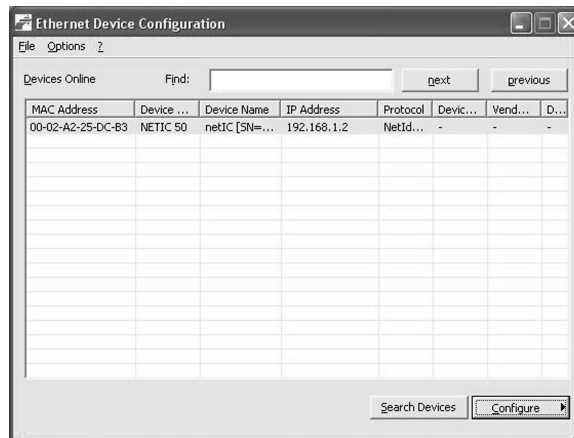 Ethernet Device Configuration
File Options ?
Devices Online Find: next previous
MAC Address Device ... Device Name IP Address Protocol Devic... Vend... D...
00-02-A2-25-DC-B3 NETIC 50 netIC [SN=... 192.168.1.2 NetId... - - -
Search Devices Configure